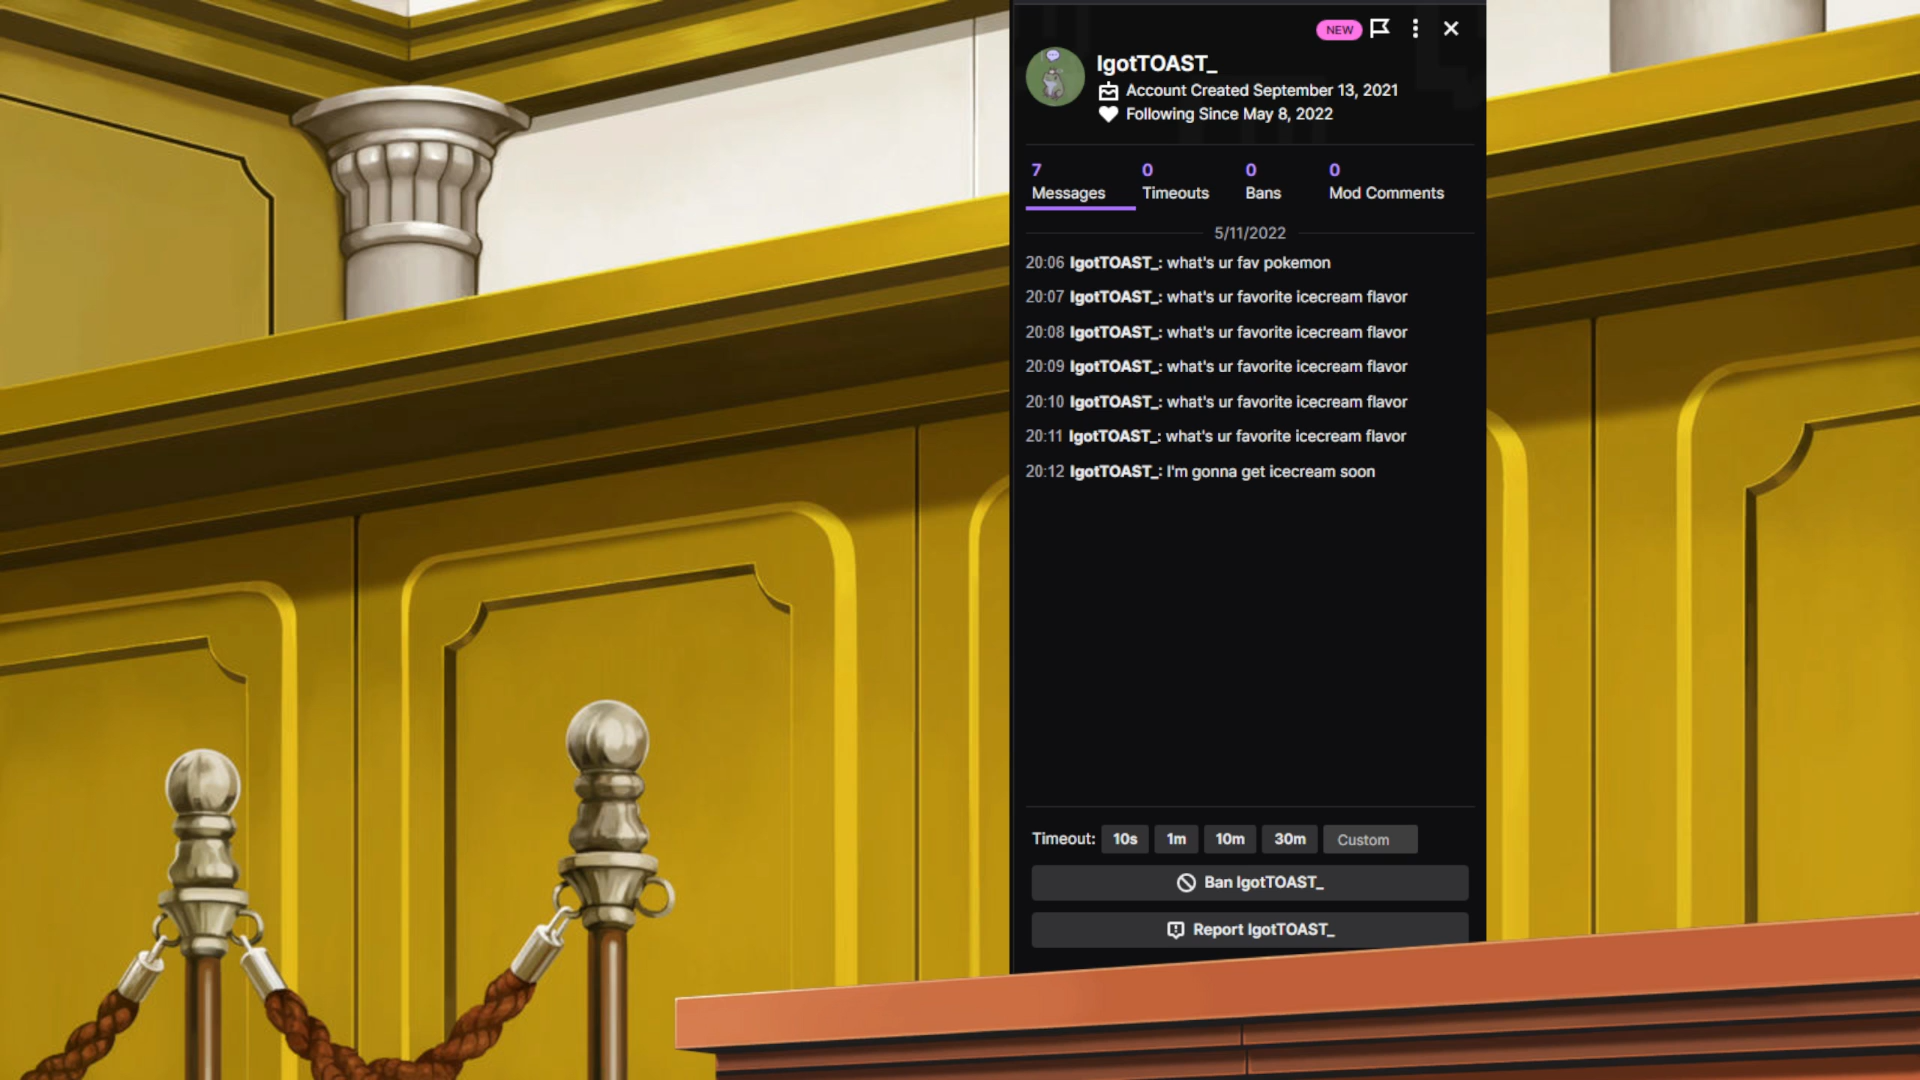 NEW
IgotTOAST_
Account Created September 13, 2021
Following Since May 8, 2022
7 0 0 0
Messages Timeouts Bans Mod Comments
5/11/2022
20:06 IgotTOAST_: what's ur fav pokemon
20:07 IgotTOAST_: what's ur favorite icecream flavor
20:08 IgotTOAST_: what's ur favorite icecream flavor
20:09 IgotTOAST_: what's ur favorite icecream flavor
20:10 IgotTOAST_: what's ur favorite icecream flavor
20:11 IgotTOAST_: what's ur favorite icecream flavor
20:12 IgotTOAST_: I'm gonna get icecream soon
Timeout: 10s 1m 10m 30m Custom
Ban IgotTOAST_
Report IgotTOAST_